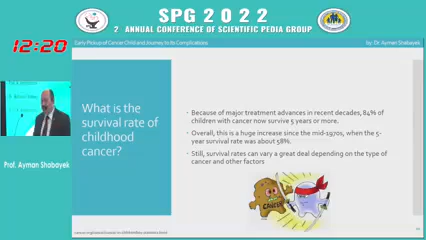 SPG 2022
2 ANNUAL CONFERENCE OF SCIENTIFIC PEDIA GROUP
12:20
Early Pickup of Cancer Child and Journey to its Complications
by: Dr. Ayman Shabayek
What is the
survival rate of
childhood
cancer?
Because of major treatment advances in recent decades, 84% of
children with cancer now survive 5 years or more.
Overall, this is a huge increase since the mid-1970s, when the 5-
year survival rate was about 58%.
Still, survival rates can vary a great deal depending on the type of
cancer and other factors
CANCER
Prof. Ayman Shabayek